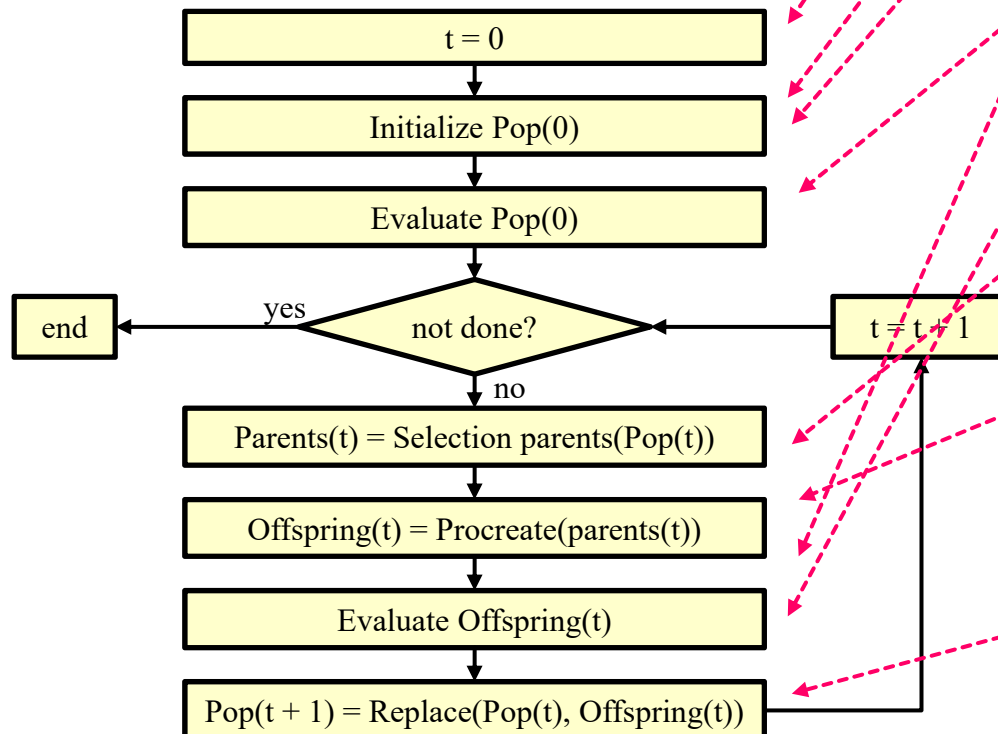 t = 0
Initialize Pop(0)
Evaluate Pop(0)
yes
end
not done?
t = t + 1
no
Parents(t) = Selection parents(Pop(t))
Offspring(t) = Procreate(parents(t))
Evaluate Offspring(t)
Pop(t + 1) = Replace(Pop(t), Offspring(t))